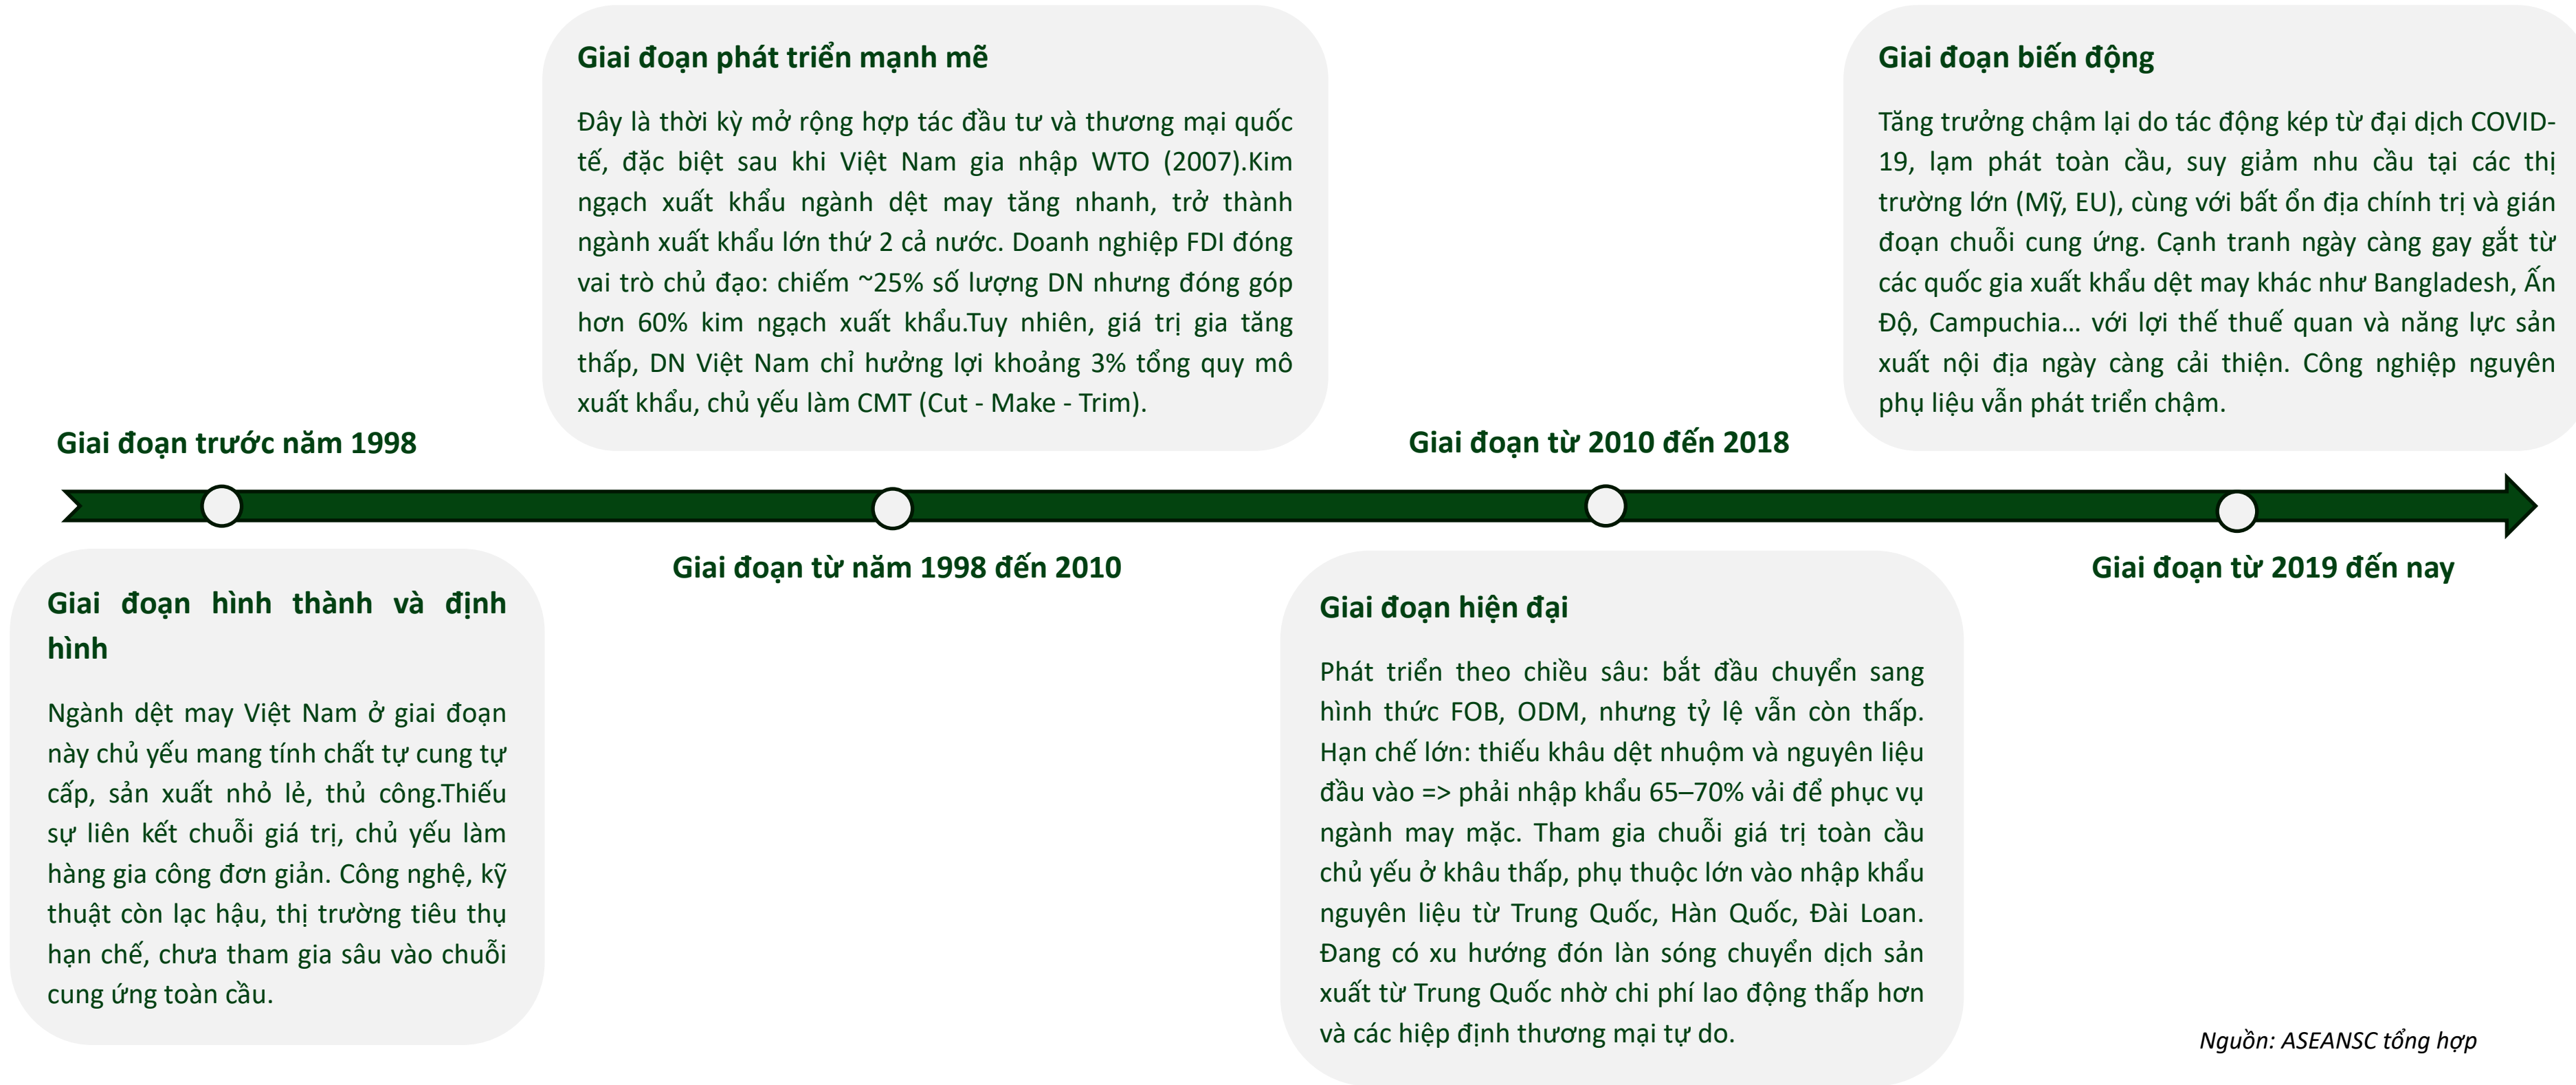 Giai đoạn trước năm 1998
Giai đoạn hình thành và định
hình
Ngành dệt may Việt Nam ở giai đoạn
này chủ yếu mang tính chất tự cung tự
cấp, sản xuất nhỏ lẻ, thủ công.Thiếu
sự liên kết chuỗi giá trị, chủ yếu làm
hàng gia công đơn giản. Công nghệ, kỹ
thuật còn lạc hậu, thị trường tiêu thụ
hạn chế, chưa tham gia sâu vào chuỗi
cung ứng toàn cầu.
Giai đoạn phát triển mạnh mẽ
Đây là thời kỳ mở rộng hợp tác đầu tư và thương mại quốc
tế, đặc biệt sau khi Việt Nam gia nhập WTO (2007).Kim
ngạch xuất khẩu ngành dệt may tăng nhanh, trở thành
ngành xuất khẩu lớn thứ 2 cả nước. Doanh nghiệp FDI đóng
vai trò chủ đạo: chiếm ~25% số lượng DN nhưng đóng góp
hơn 60% kim ngạch xuất khẩu.Tuy nhiên, giá trị gia tăng
thấp, DN Việt Nam chỉ hưởng lợi khoảng 3% tổng quy mô
xuất khẩu, chủ yếu làm CMT (Cut - Make - Trim).
Giai đoạn từ năm 1998 đến 2010
Giai đoạn từ 2010 đến 2018
Giai đoạn hiện đại
Phát triển theo chiều sâu: bắt đầu chuyển sang
hình thức FOB, ODM, nhưng tỷ lệ vẫn còn thấp.
Hạn chế lớn: thiếu khâu dệt nhuộm và nguyên liệu
đầu vào => phải nhập khẩu 65–70% vải để phục vụ
ngành may mặc. Tham gia chuỗi giá trị toàn cầu
chủ yếu ở khâu thấp, phụ thuộc lớn vào nhập khẩu
nguyên liệu từ Trung Quốc, Hàn Quốc, Đài Loan.
Đang có xu hướng đón làn sóng chuyển dịch sản
xuất từ Trung Quốc nhờ chi phí lao động thấp hơn
và các hiệp định thương mại tự do.
Giai đoạn biến động
Tăng trưởng chậm lại do tác động kép từ đại dịch COVID-
19, lạm phát toàn cầu, suy giảm nhu cầu tại các thị
trường lớn (Mỹ, EU), cùng với bất ổn địa chính trị và gián
đoạn chuỗi cung ứng. Cạnh tranh ngày càng gay gắt từ
các quốc gia xuất khẩu dệt may khác như Bangladesh, Ấn
Độ, Campuchia… với lợi thế thuế quan và năng lực sản
xuất nội địa ngày càng cải thiện. Công nghiệp nguyên
phụ liệu vẫn phát triển chậm.
Giai đoạn từ 2019 đến nay
Nguồn: ASEANSC tổng hợp